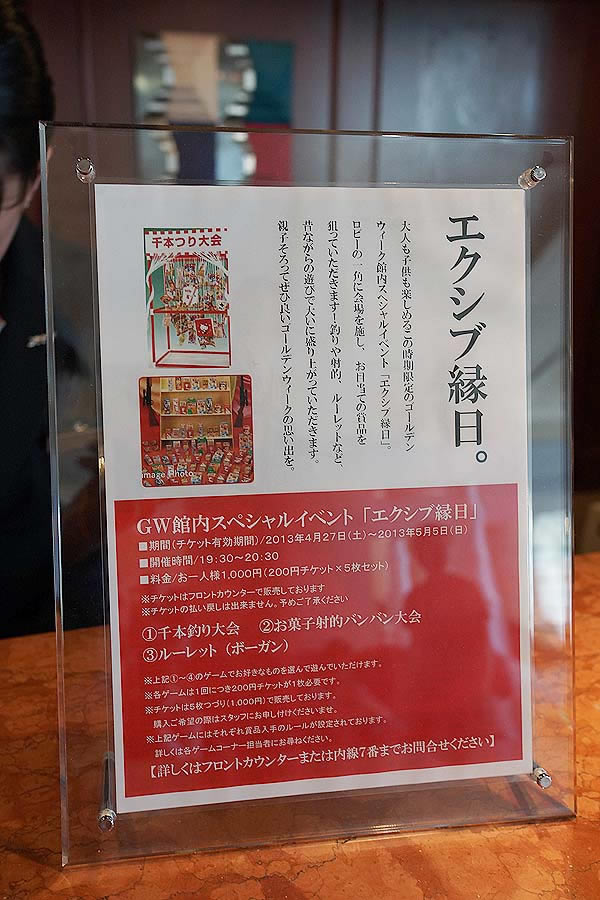 エクシブ縁日。
大人も子供も楽しめるこの時期限定のゴールデン
ウィーク館内スペシャルイベント「エクシブ縁日」。
ロビーの一角に会場を施し、お目当ての賞品を
狙っていただきます！釣りや射的、ルーレットなど、
昔ながらの遊びで大いに盛り上がっていただきます。
親子そろってぜひ良いゴールデンウィークの思い出を。
千本つり大会
image Photo
GW館内スペシャルイベント「エクシブ縁日」
■期間(チケット有効期間)/2013年4月27日(土)～2013年5月5日(日)
■開催時間/19:30～20:30
■料金/お一人様1,000円(200円チケット×5枚セット)
※チケットはフロントカウンターで販売しております
※チケットの払い戻しは出来ません。予めご了承ください
①千本釣り大会 ②お菓子射的バンバン大会
③ルーレット（ボーガン）
※上記①～④のゲームでお好きなものを選んで遊んでいただけます。
※各ゲームは1回につき200円チケットが1枚必要です。
※チケットは5枚つづり(1,000円)で販売しております。
購入ご希望の際はスタッフにお申し付けくださいませ。
※上記ゲームにはそれぞれ賞品入手のルールが設定されております。
詳しくは各ゲームコーナー担当者にお尋ねください。
【詳しくはフロントカウンターまたは内線7番までお問合せください】